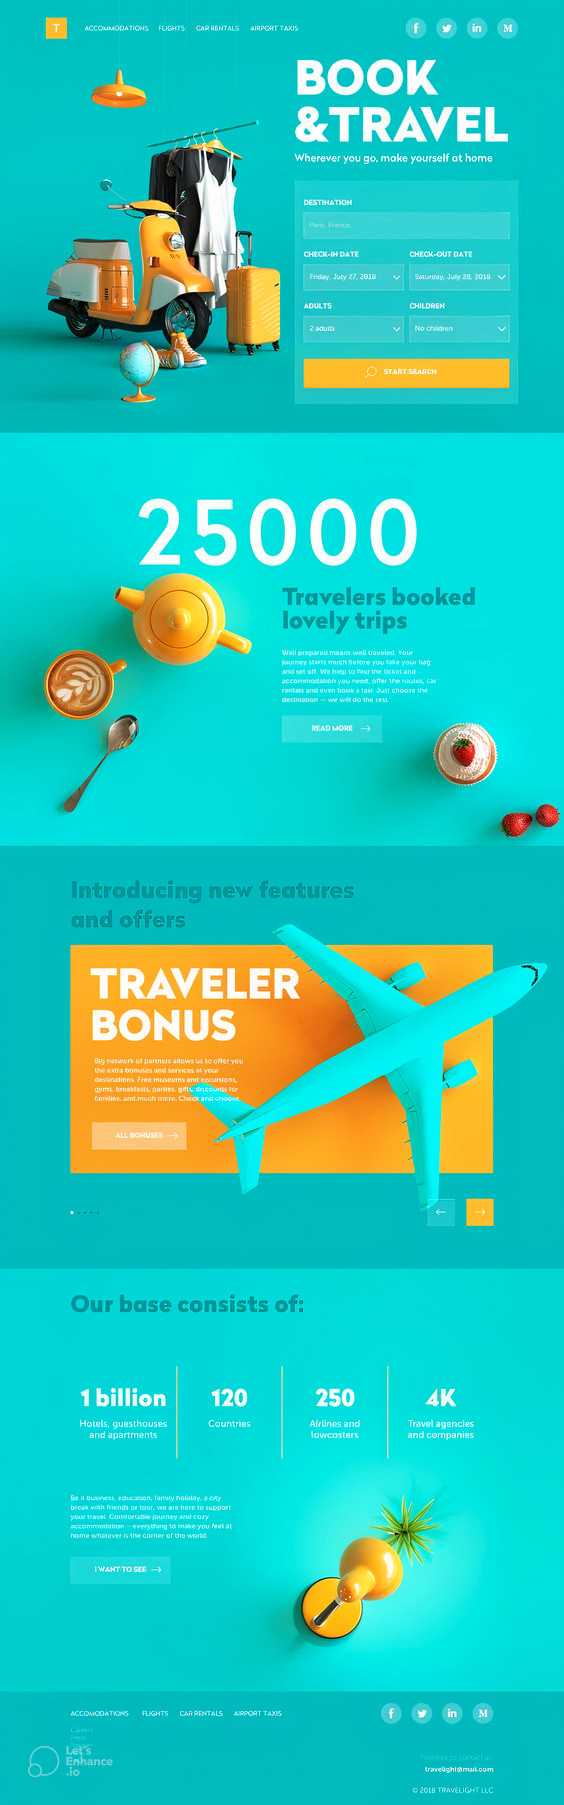 T
ACCOMMODATIONS FLIGHTS CAR RENTALS AIRPORT TAXIS
f in M
BOOK
&TRAVEL
Wherever you go, make yourself at home
DESTINATION
Paris, France
CHECK-IN DATE CHECK-OUT DATE
Friday, July 27, 2018 Saturday, July 28, 2018
ADULTS CHILDREN
2 adults No children
START SEARCH
25000
Travelers booked
lovely trips
Well prepared means well traveled. Your
journey starts much before you take your bag
and set off. We help to find the ticket and
accommodation you need, offer the routes, car
rentals and even book a taxi. Just choose the
destination — we will do the rest.
READ MORE
Introducing new features
and offers
TRAVELER
BONUS
Big network of partners allows us to offer you
the extra bonuses and services at your
destinations. Free museums and excursions,
gyms, breakfasts, parties, gifts, discounts for
families, and much more. Check and choose
ALL BONUSES
Our base consists of:
1 billion 120 250 4K
Hotels, guesthouses Countries Airlines and Travel agencies
and apartments lowcosters and companies
Be it business, education, family holiday, a city
break with friends or tour, we are here to support
your travel. Comfortable journey and cozy
accommodation — everything to make you feel at
home whatever is the corner of the world.
I WANT TO SEE
ACCOMODATIONS FLIGHTS CAR RENTALS AIRPORT TAXIS
f in M
Careers
Let's
Enhance
.io
Feel free to contact us:
travelight@mail.com
© 2018 TRAVELIGHT LLC